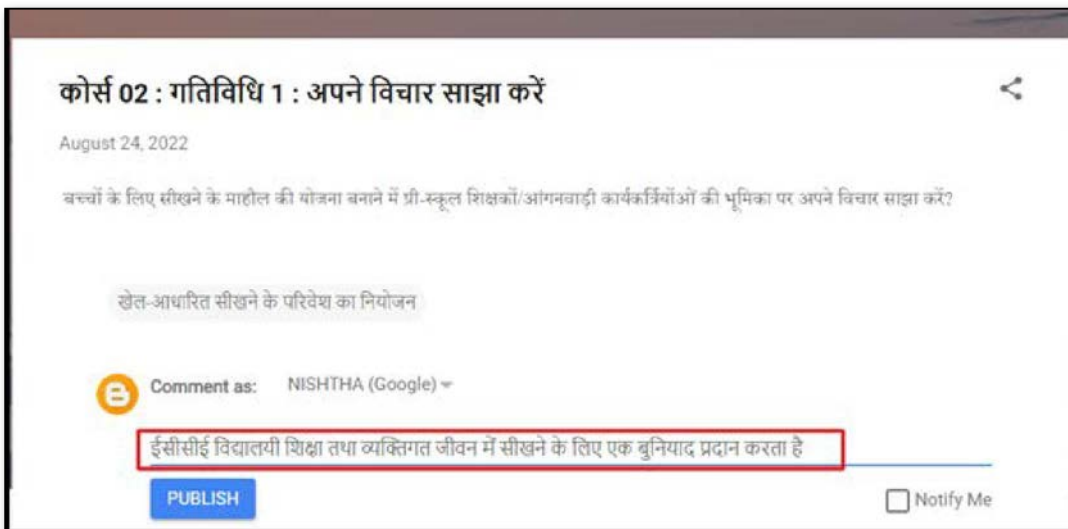 कोर्स 02 : गतिविधि 1 : अपने विचार साझा करें
August 24, 2022
बच्चों के लिए सीखने के माहौल की योजना बनाने में प्री-स्कूल शिक्षकों/आंगनवाड़ी कार्यकर्त्रियोंओं की भूमिका पर अपने विचार साझा करें?
खेल-आधारित सीखने के परिवेश का नियोजन
Comment as: NISHTHA (Google)
ईसीसीई विद्यालयी शिक्षा तथा व्यक्तिगत जीवन में सीखने के लिए एक बुनियाद प्रदान करता है
PUBLISH Notify Me